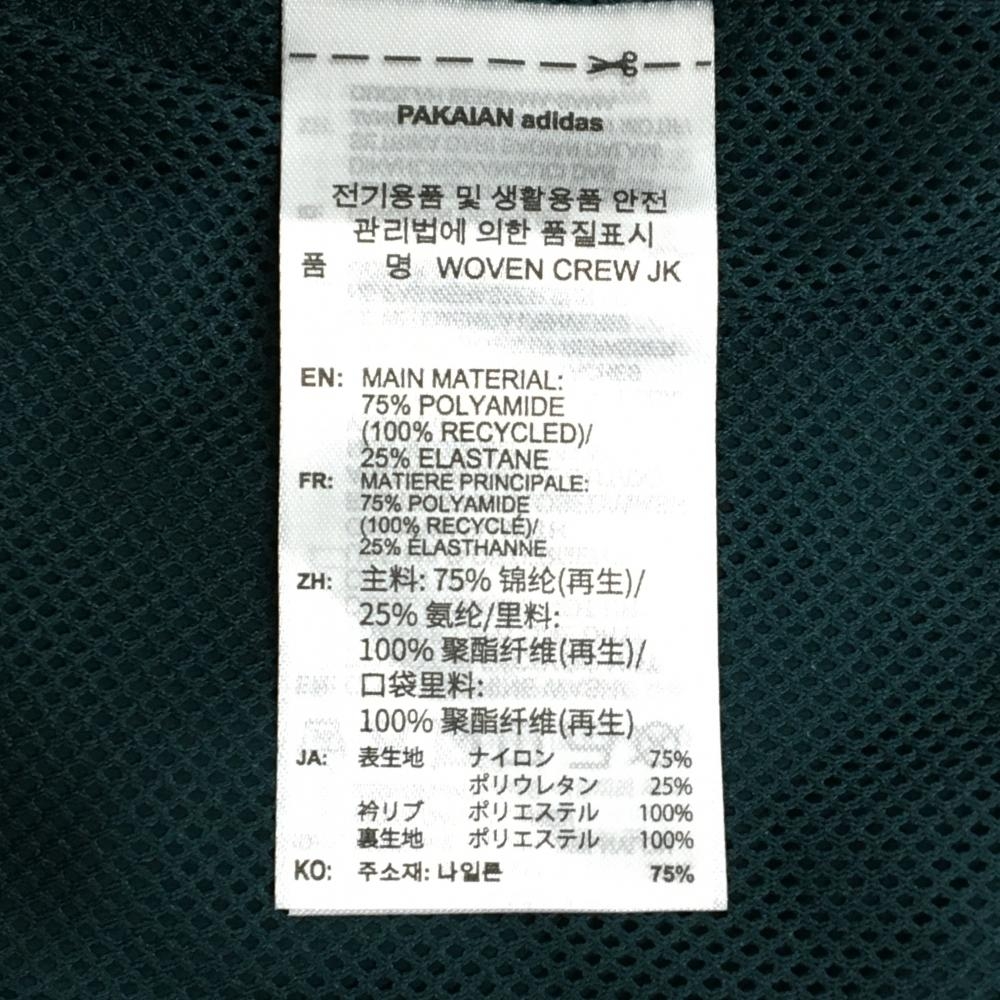 PAKAIAN adidas
전기용품 및 생활용품 안전
관리법에 의한 품질표시
품 명 WOVEN CREW JK
EN: MAIN MATERIAL:
75% POLYAMIDE
(100% RECYCLED)/
25% ELASTANE
FR: MATIERE PRINCIPALE:
75% POLYAMIDE
(100% RECYCLÉ)/
25% ÉLASTHANNE
ZH: 主料: 75% 锦纶(再生)/
25% 氨纶/里料:
100% 聚酯纤维(再生)/
口袋里料:
100% 聚酯纤维(再生)
JA: 表生地 ナイロン 75%
ポリウレタン 25%
衿リブ ポリエステル 100%
裏生地 ポリエステル 100%
KO: 주소재: 나일론 75%